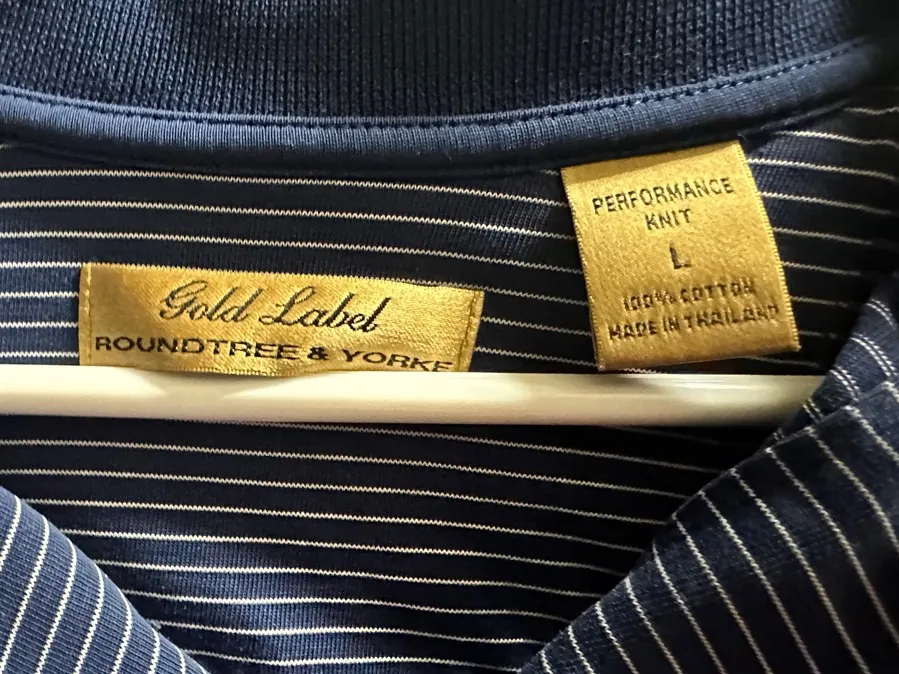 Gold Label
ROUNDTREE & YORKE
PERFORMANCE
KNIT
L
100% COTTON
MADE IN THAILAND